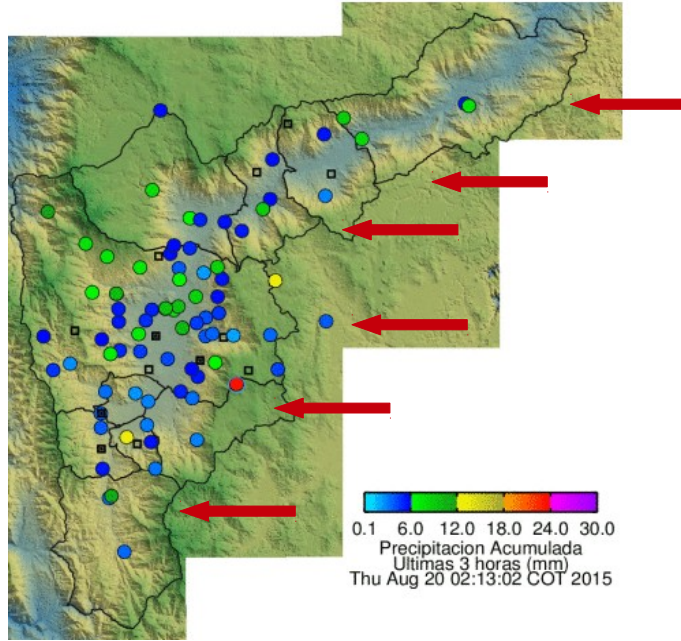 0.1 6.0 12.0 18.0 24.0 30.0
Precipitacion Acumulada
Ultimas 3 horas (mm)
Thu Aug 20 02:13:02 COT 2015